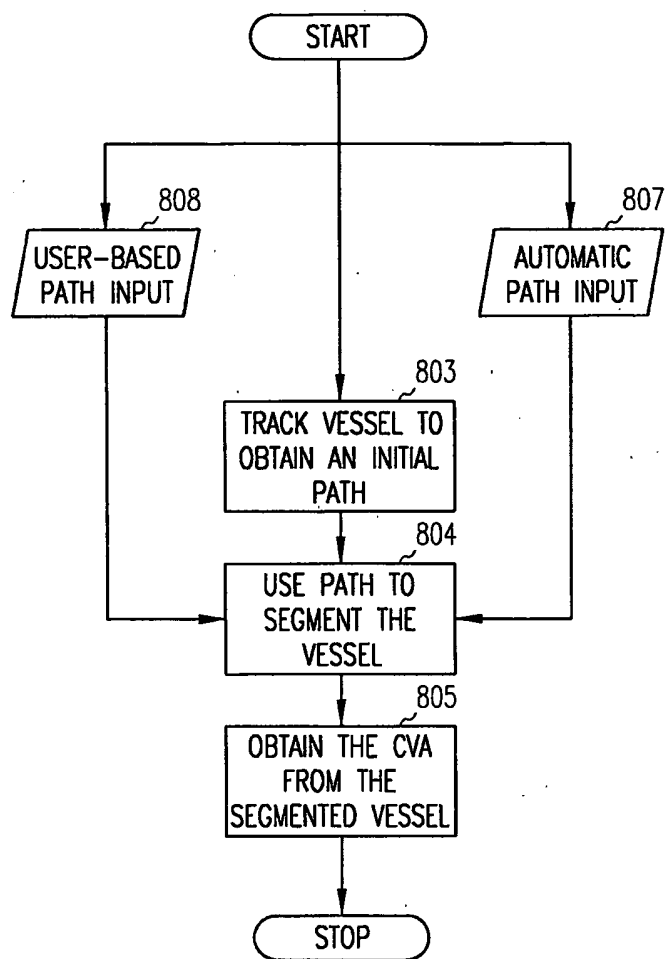 START
808
USER-BASED
PATH INPUT
807
AUTOMATIC
PATH INPUT
803
TRACK VESSEL TO
OBTAIN AN INITIAL
PATH
804
USE PATH TO
SEGMENT THE
VESSEL
805
OBTAIN THE CVA
FROM THE
SEGMENTED VESSEL
STOP